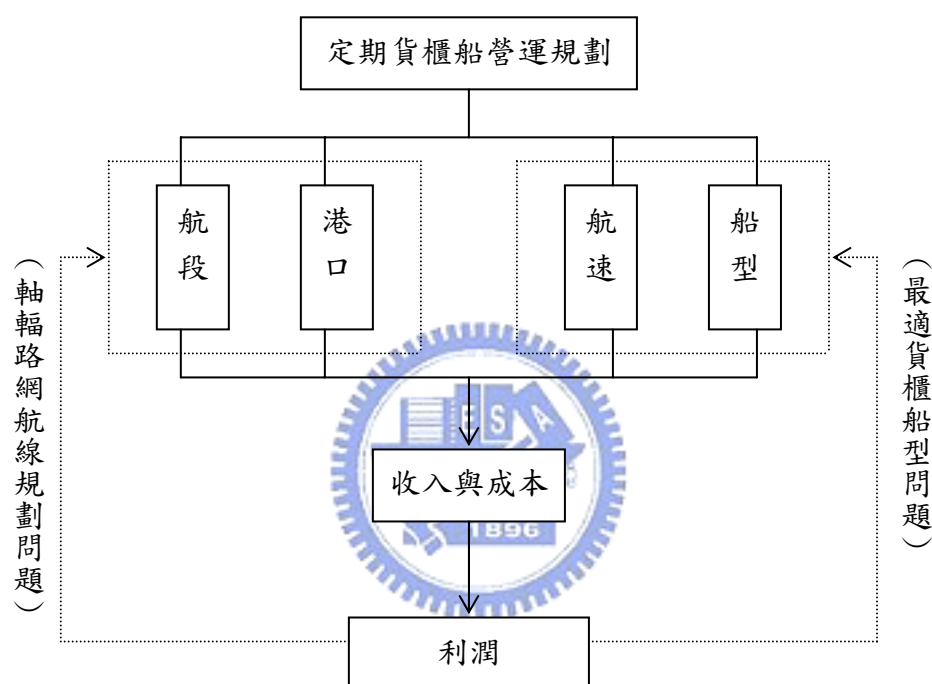 定期貨櫃船營運規劃
航段
港口
航速
船型
（軸輻路網航線規劃問題）
（最適貨櫃船型問題）
ESA
收入與成本
1896
利潤